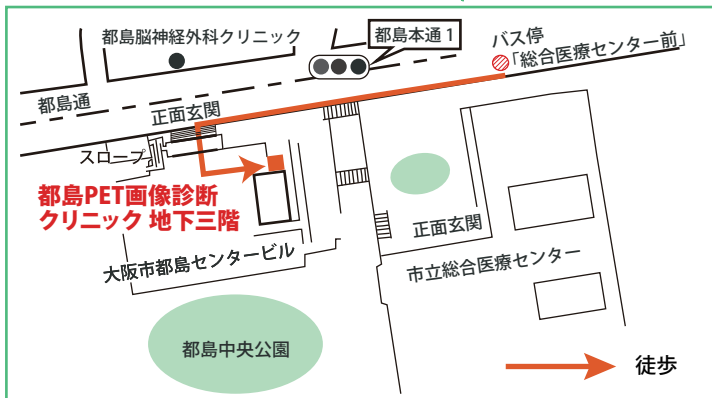 都島脳神経外科クリニック
都島本通1
バス停
「総合医療センター前」
都島通
正面玄関
スロープ
都島PET画像診断
クリニック 地下三階
正面玄関
大阪市都島センタービル
市立総合医療センター
都島中央公園
徒歩